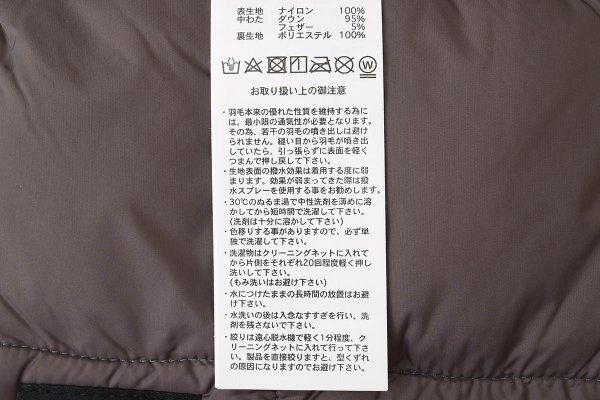 表生地 ナイロン 100%
中わた ダウン 95%
フェザー 5%
裏生地 ポリエステル 100%
W
お取り扱い上の御注意
・羽毛本来の優れた性質を維持する為に
は、最小限の通気性が必要となります。
その為、若干の羽毛の噴き出しは避け
られません。縫い目から羽毛が噴き出
していたら、引っ張らずに表面を軽く
つまんで押し戻して下さい。
・生地表面の撥水効果は着用する度に弱
まります。効果が弱まってきた際は撥
水スプレーを使用する事をお勧めします。
・30℃のぬるま湯で中性洗剤を薄めに溶
かしてから短時間で洗濯して下さい。
(洗剤は十分に溶かして下さい)
・色移りする事がありますので、必ず単
独で洗濯して下さい。
・洗濯物はクリーニングネットに入れて
から片側をそれぞれ20回程度軽く押し
洗いして下さい。
(もみ洗いはお避け下さい)
・水につけたままの長時間の放置はお避
け下さい。
・水洗いの後は入念なすすぎを行い、洗
剤を残さないで下さい。
・絞りは遠心脱水機で軽く1分程度、ク
リーニングネットに入れて行って下さ
い。製品を直接絞りますと、型くずれ
の原因になりますのでお避け下さい。